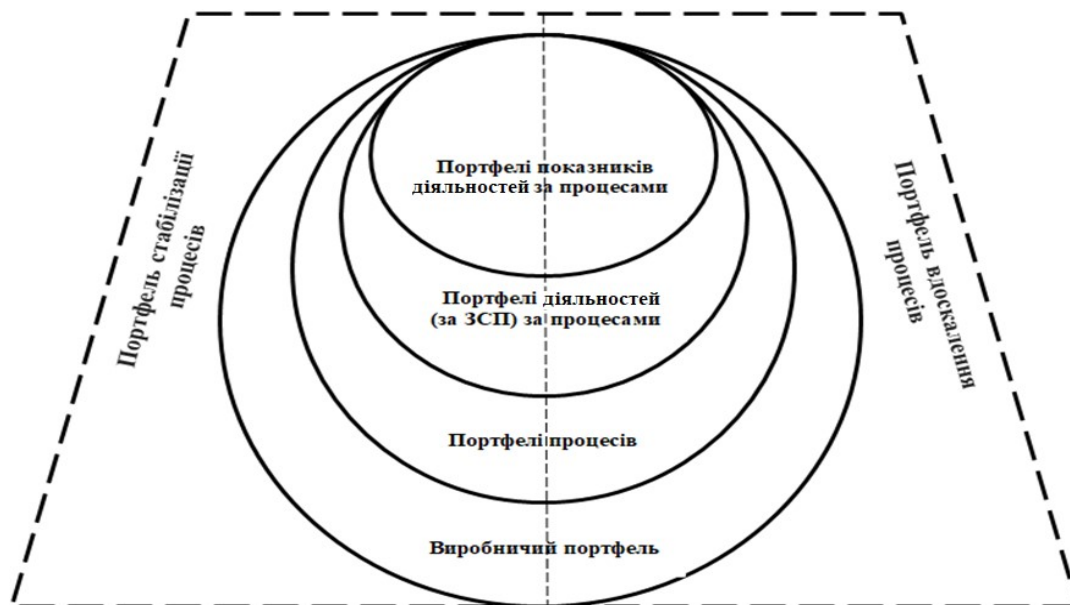 Портфель стабілізації
процесів
Портфелі показників
діяльностей за процесами
Портфелі діяльностей
(за ЗСП) за процесами
Портфелі процесів
Виробничий портфель
Портфель вдоскалення
процесів